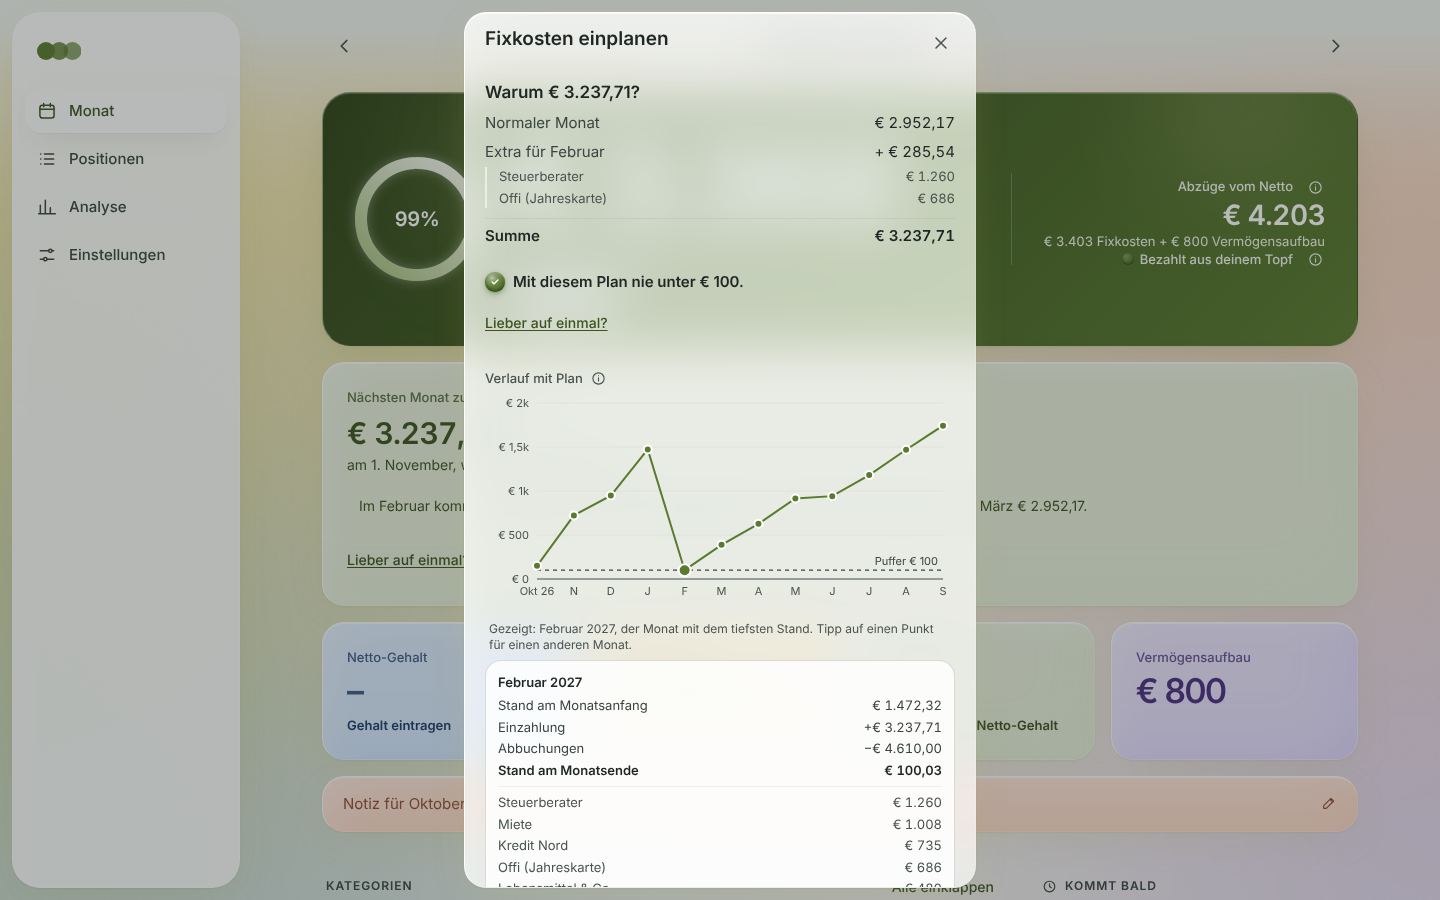 Fixkosten einplanen
Monat
Positionen
Analyse
Einstellungen
99%
Abzüge vom Netto
€ 4.203
€ 3.403 Fixkosten + € 800 Vermögensaufbau
Bezahlt aus deinem Topf
Warum € 3.237,71?
Normaler Monat € 2.952,17
Extra für Februar + € 285,54
Steuerberater € 1.260
Offi (Jahreskarte) € 686
Summe € 3.237,71
Mit diesem Plan nie unter € 100.
Lieber auf einmal?
Verlauf mit Plan
€ 2k
€ 1,5k
€ 1k
€ 500
€ 0
Puffer € 100
Okt 26 N D J F M A M J J A S
Gezeigt: Februar 2027, der Monat mit dem tiefsten Stand. Tipp auf einen Punkt
für einen anderen Monat.
Februar 2027
Stand am Monatsanfang € 1.472,32
Einzahlung +€ 3.237,71
Abbuchungen −€ 4.610,00
Stand am Monatsende € 100,03
Steuerberater € 1.260
Miete € 1.008
Kredit Nord € 735
Offi (Jahreskarte) € 686
Nächsten Monat
€ 3.237,
am 1. November,
Im Februar
März € 2.952,17.
Lieber auf einmal?
Netto-Gehalt
–
Gehalt eintragen
Netto-Gehalt
Vermögensaufbau
€ 800
Notiz für Oktober
KATEGORIEN
Alle einklappen
KOMMT BALD